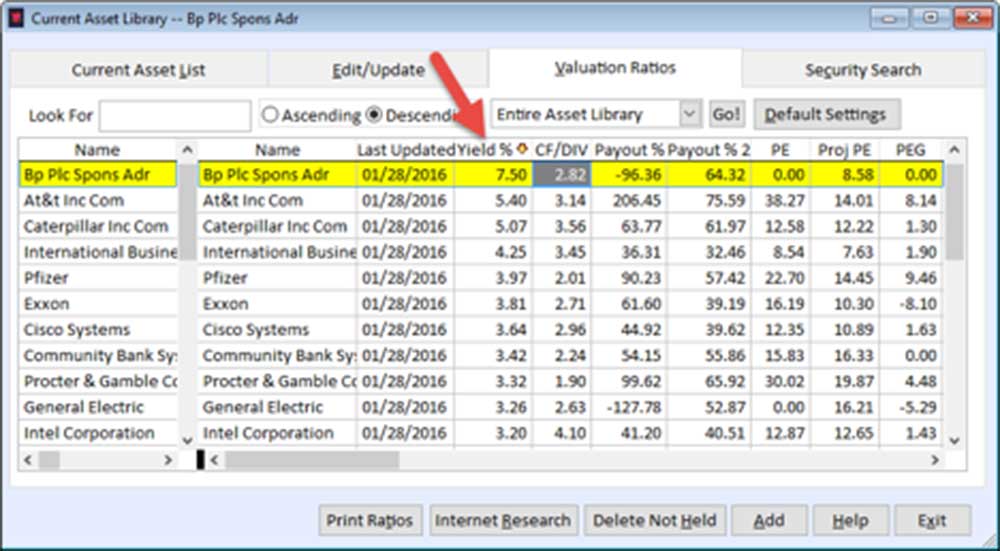 Current Asset Library -- Bp Plc Spons Adr
Current Asset List Edit/Update Valuation Ratios Security Search
Look For Ascending Descendi Entire Asset Library Go! Default Settings
Name Name Last Updated Yield % CF/DIV Payout % Payout % 2 PE Proj PE PEG
Bp Plc Spons Adr Bp Plc Spons Adr 01/28/2016 7.50 2.82 -96.36 64.32 0.00 8.58 0.00
At&t Inc Com At&t Inc Com 01/28/2016 5.40 3.14 206.45 75.59 38.27 14.01 8.14
Caterpillar Inc Com Caterpillar Inc Com 01/28/2016 5.07 3.56 63.77 61.97 12.58 12.22 1.30
International Busine International Busine 01/28/2016 4.25 3.45 36.31 32.46 8.54 7.63 1.90
Pfizer Pfizer 01/28/2016 3.97 2.01 90.23 57.42 22.70 14.45 9.46
Exxon Exxon 01/28/2016 3.81 2.71 61.60 39.19 16.19 10.30 -8.10
Cisco Systems Cisco Systems 01/28/2016 3.64 2.96 44.92 39.62 12.35 10.89 1.63
Community Bank Sy Community Bank Sy 01/28/2016 3.42 2.24 54.15 55.86 15.83 16.33 0.00
Procter & Gamble Co Procter & Gamble Co 01/28/2016 3.32 1.90 99.62 65.92 30.02 19.87 4.48
General Electric General Electric 01/28/2016 3.26 2.63 -127.78 52.87 0.00 16.21 -5.29
Intel Corporation Intel Corporation 01/28/2016 3.20 4.10 41.20 40.51 12.87 12.65 1.43
Print Ratios Internet Research Delete Not Held Add Help Exit